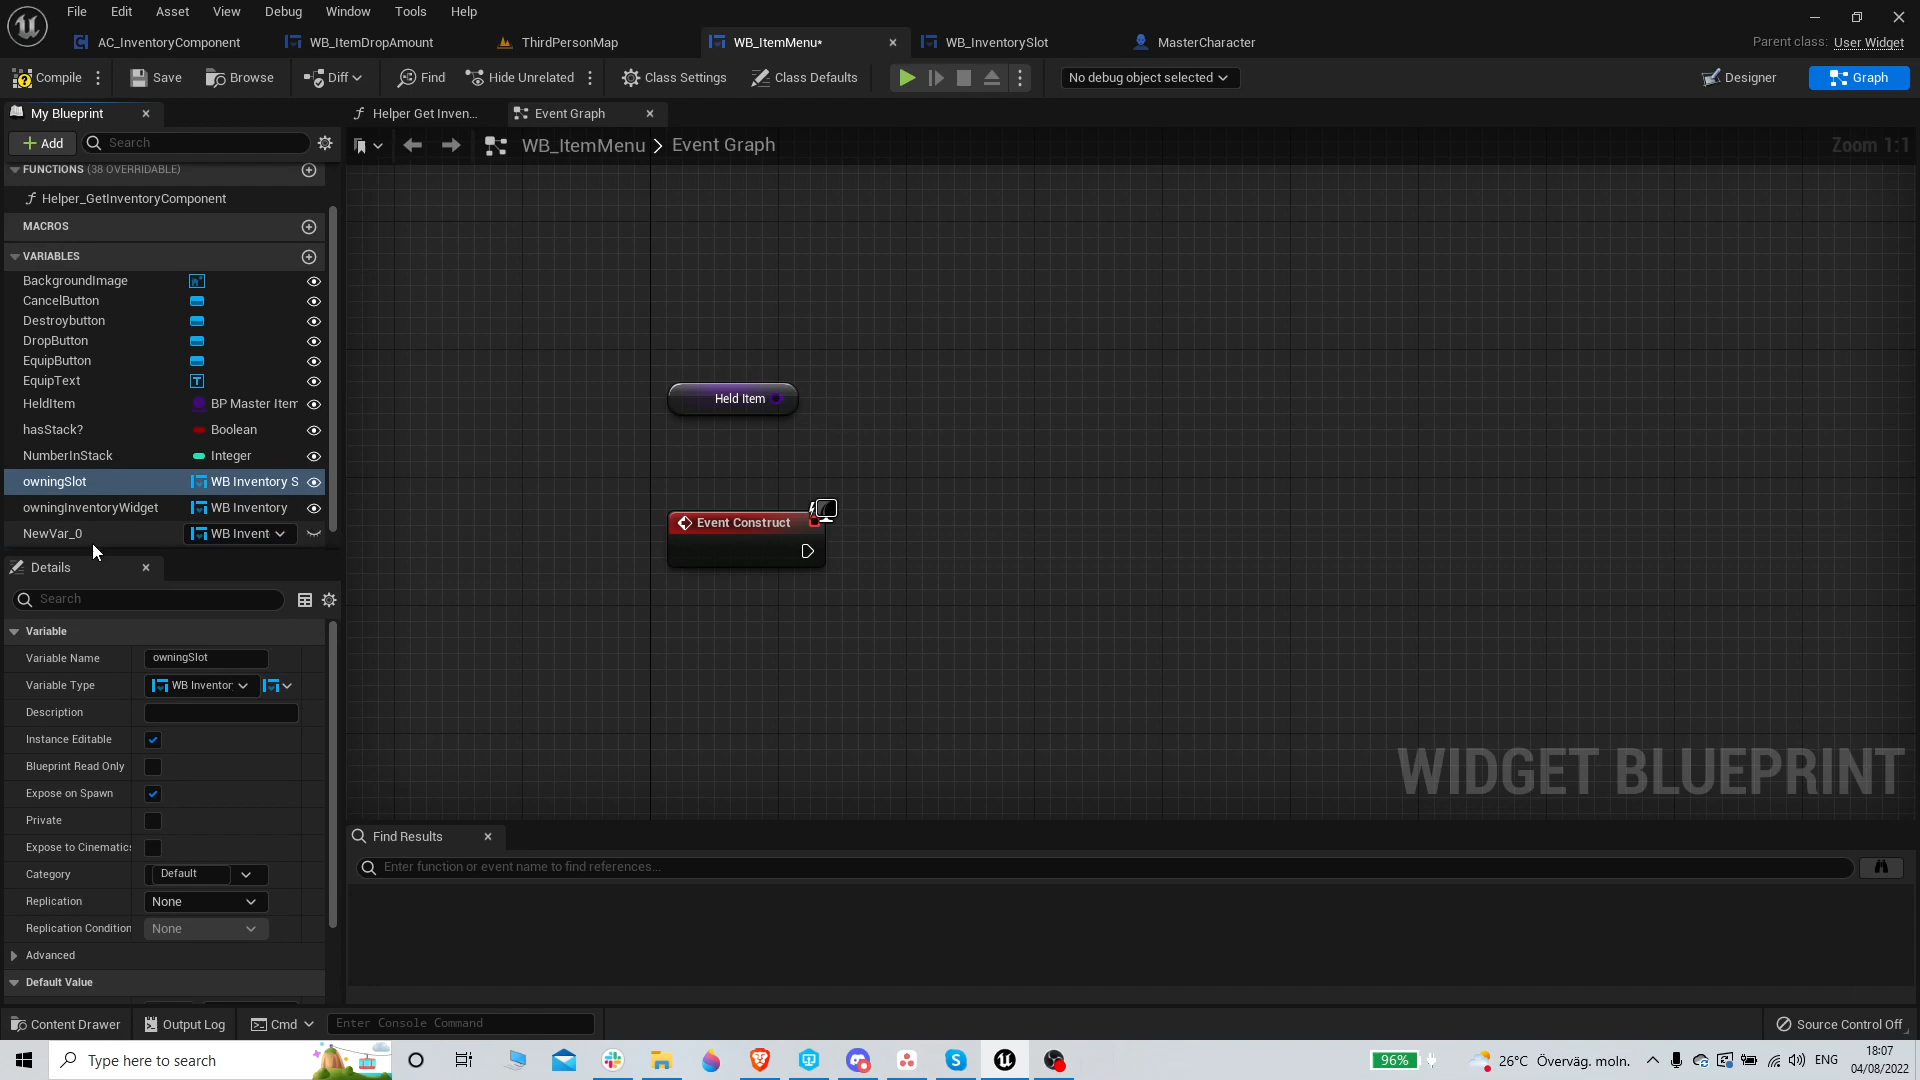 File Edit Asset View Debug Window Tools Help
AC_InventoryComponent WB_ItemDropAmount ThirdPersonMap WB_ItemMenu* WB_InventorySlot MasterCharacter Parent class: User Widget
Compile Save Browse Diff Find Hide Unrelated Class Settings Class Defaults No debug object selected Designer Graph
My Blueprint Helper Get Inven... Event Graph
Add Search WB_ItemMenu > Event Graph Zoom 1:1
FUNCTIONS (38 OVERRIDABLE)
Helper_GetInventoryComponent
MACROS
VARIABLES
BackgroundImage
CancelButton
Destroybutton
DropButton
EquipButton
EquipText
HeldItem BP Master Item
hasStack? Boolean
NumberInStack Integer
owningSlot WB Inventory S
owningInventoryWidget WB Inventory
NewVar_0 WB Invent
Held Item
Event Construct
Details
Search
Variable
Variable Name owningSlot
Variable Type WB Inventor
Description
Instance Editable
Blueprint Read Only
Expose on Spawn
Private
Expose to Cinematics
Category Default
Replication None
Replication Condition None
Advanced
Default Value
WIDGET BLUEPRINT
Find Results
Enter function or event name to find references...
Content Drawer Output Log Cmd Enter Console Command Source Control Off
Type here to search 96% 26°C Överväg. moln. ENG 18:07
04/08/2022